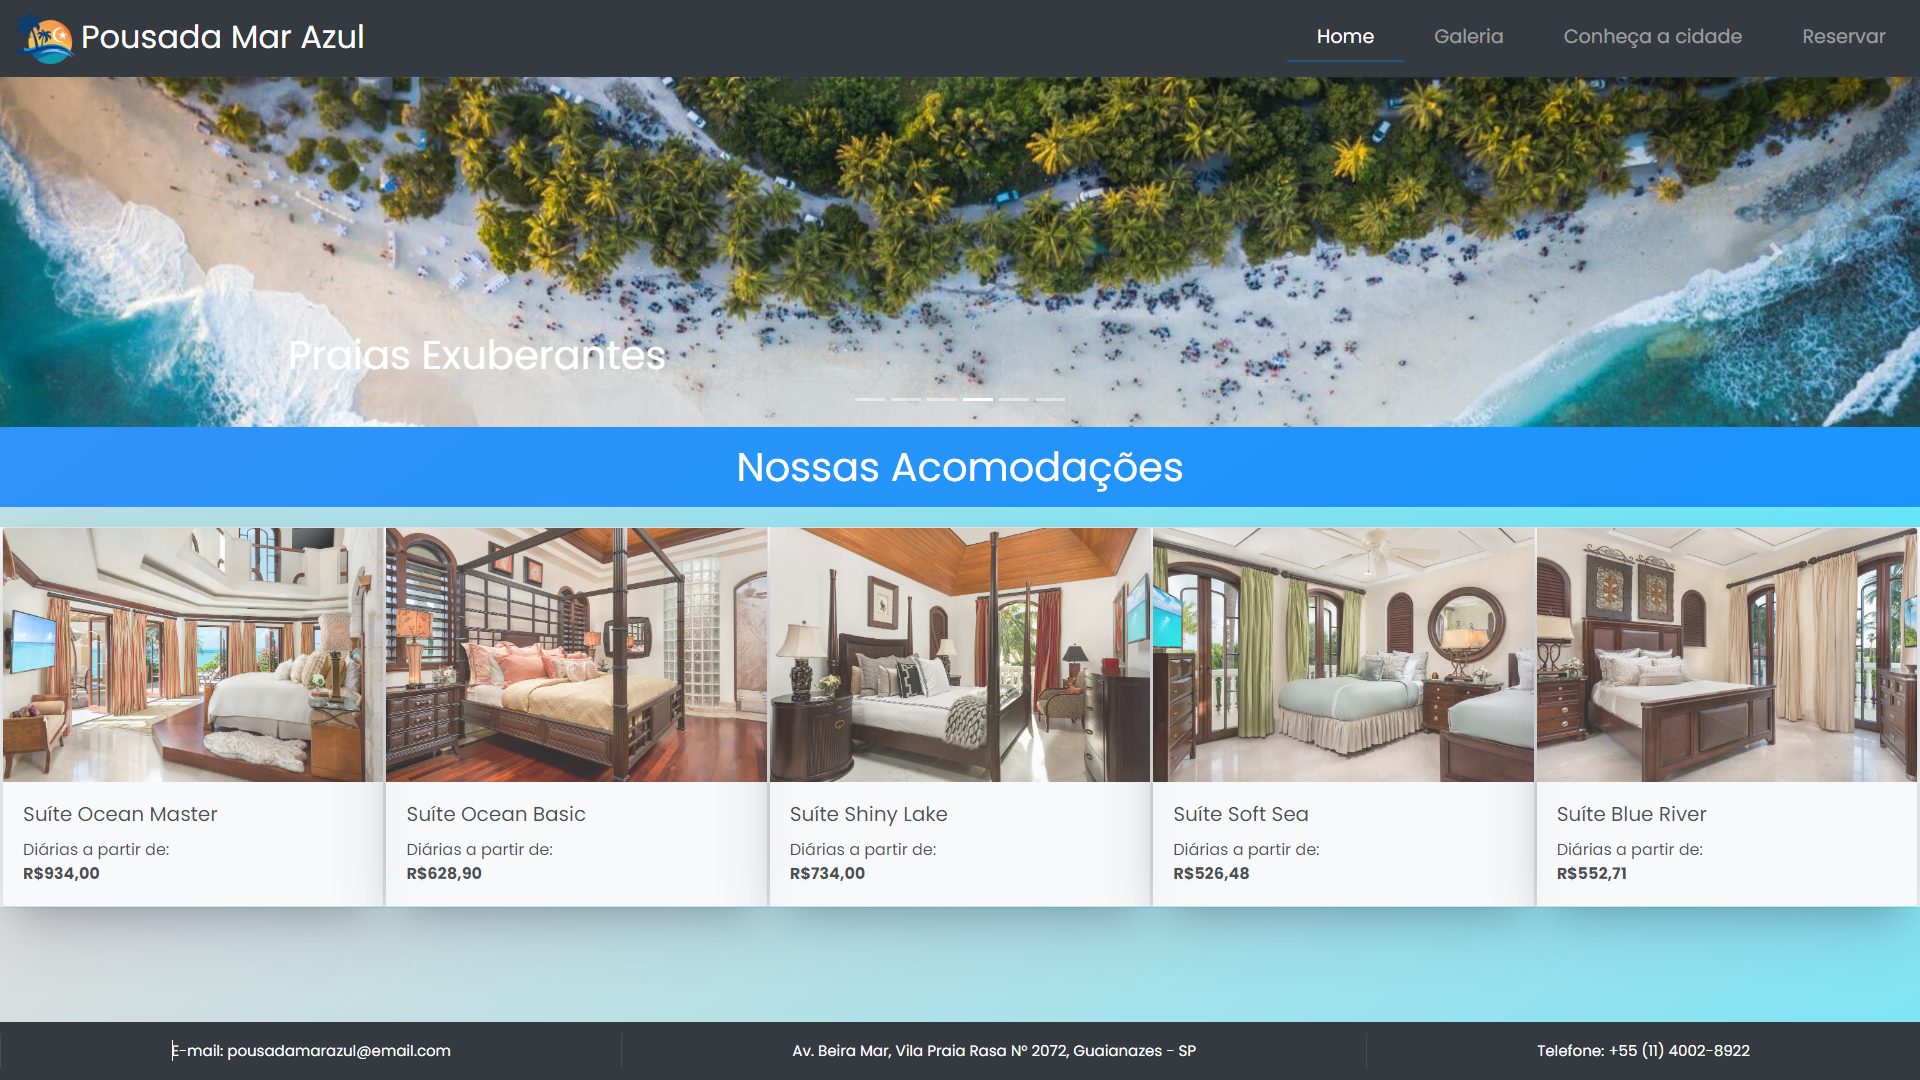 Pousada Mar Azul
Home
Galeria
Conheça a cidade
Reservar
Praias Exuberantes
Nossas Acomodações
Suíte Ocean Master
Diárias a partir de:
R$934,00
Suíte Ocean Basic
Diárias a partir de:
R$628,90
Suíte Shiny Lake
Diárias a partir de:
R$734,00
Suíte Soft Sea
Diárias a partir de:
R$526,48
Suíte Blue River
Diárias a partir de:
R$552,71
E-mail: pousadamarazul@email.com
Av. Beira Mar, Vila Praia Rasa Nº 2072, Guaianazes - SP
Telefone: +55 (11) 4002-8922